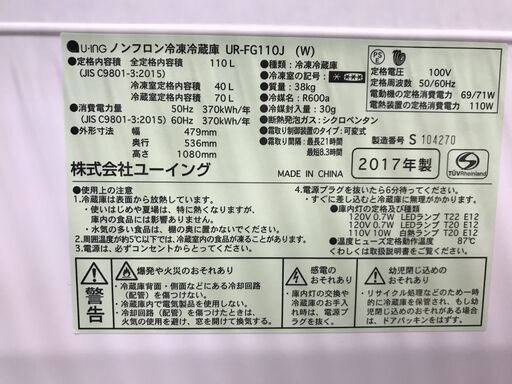 U-ING ノンフロン冷凍冷蔵庫 UR-FG110J (W)
●定格内容積 全定格内容積 110L
(JIS C9801-3:2015)
冷凍室定格内容積 40L
冷蔵室定格内容積 70L
●消費電力量 50Hz 370kWh/年
(JIS C9801-3:2015) 60Hz 370kWh/年
●外形寸法 幅 479mm
奥行 536mm
高さ 1080mm
株式会社ユーイング
●種類：冷凍冷蔵庫
●冷凍室の記号：
●質量：38kg
●冷媒：R600a
●冷媒封入量：30g
●断熱発泡ガス：シクロペンタン
●霜取り制御装置のタイプ：可変式
●霜取り間隔：最長21時間
最短8.3時間
MADE IN CHINA
PS E
定格電圧： 100V
定格周波数： 50/60Hz
電動機の定格消費電力： 69/71W
電熱装置の定格消費電力： 110W
製造番号 S 104270
2017年製
TÜVRheinland
●使用上の注意
1.冷蔵庫は放熱しています。
・使いはじめや夏場は、特に熱くなりますが、
庫内の食品には影響ありません。
・水気の多い食品は、棚の奥に置かないでください。
2.周囲温度が約5℃以下では、冷蔵室内の食品が凍ることがあります。
3.電源は、必ずコンセントからとってください。
4.電源プラグを抜いたら6分待ってください。
・すぐに差し込むと冷蔵庫に無理がかかります。
●庫内灯の定格及び種類
120V 0.7W LEDランプ T22 E12
120V 0.7W LEDランプ T20 E12
110V 10W 白熱ランプ T20 E12
●温度ヒューズ定格動作温度 87℃
くわしくは取扱説明書をご覧ください。
警告
爆発や火災のおそれあり
・冷蔵庫背面・側面などにある冷却回路
（配管）を傷つけない。
・冷蔵庫内で電気製品を使用しない。
・冷却回路（配管）を傷つけたときは、
火気の使用を避け、窓を開けて換気する。
感電の
おそれあり
・庫内灯の交換や
冷蔵庫のお手入
れ時は、電源
プラグを抜く。
幼児閉じ込めの
おそれあり
・リサイクル処理のために一時的
に冷蔵庫を保管され、もし幼
児閉じ込めのおそれがある場合
は、ドアパッキンをはずす。